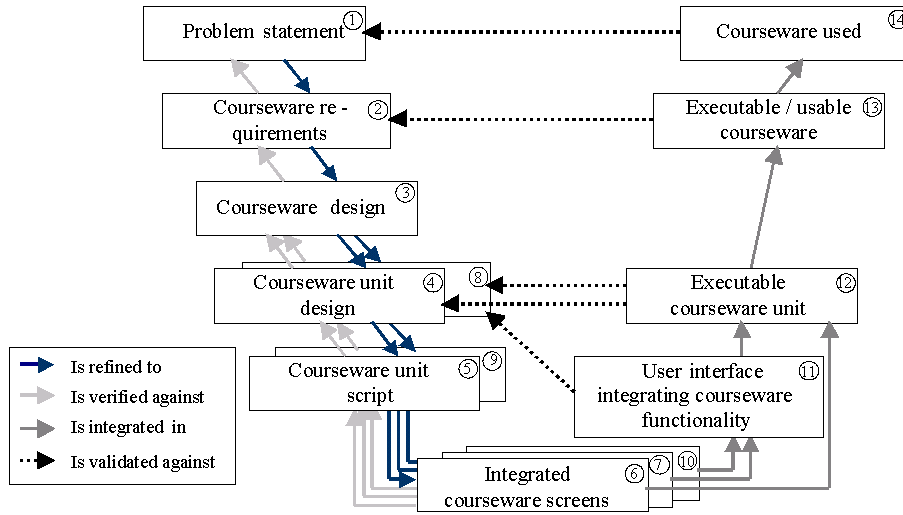 Problem statement ①
Courseware used ⑭
Courseware re -
quirements ②
Executable / usable
courseware ⑬
Courseware design ③
Courseware unit
design ④
⑧
Executable
courseware unit ⑫
Courseware unit
script ⑤
⑨
User interface
integrating courseware
functionality ⑪
Is refined to
Is verified against
Is integrated in
Is validated against
Integrated
courseware screens ⑥
⑦
⑩